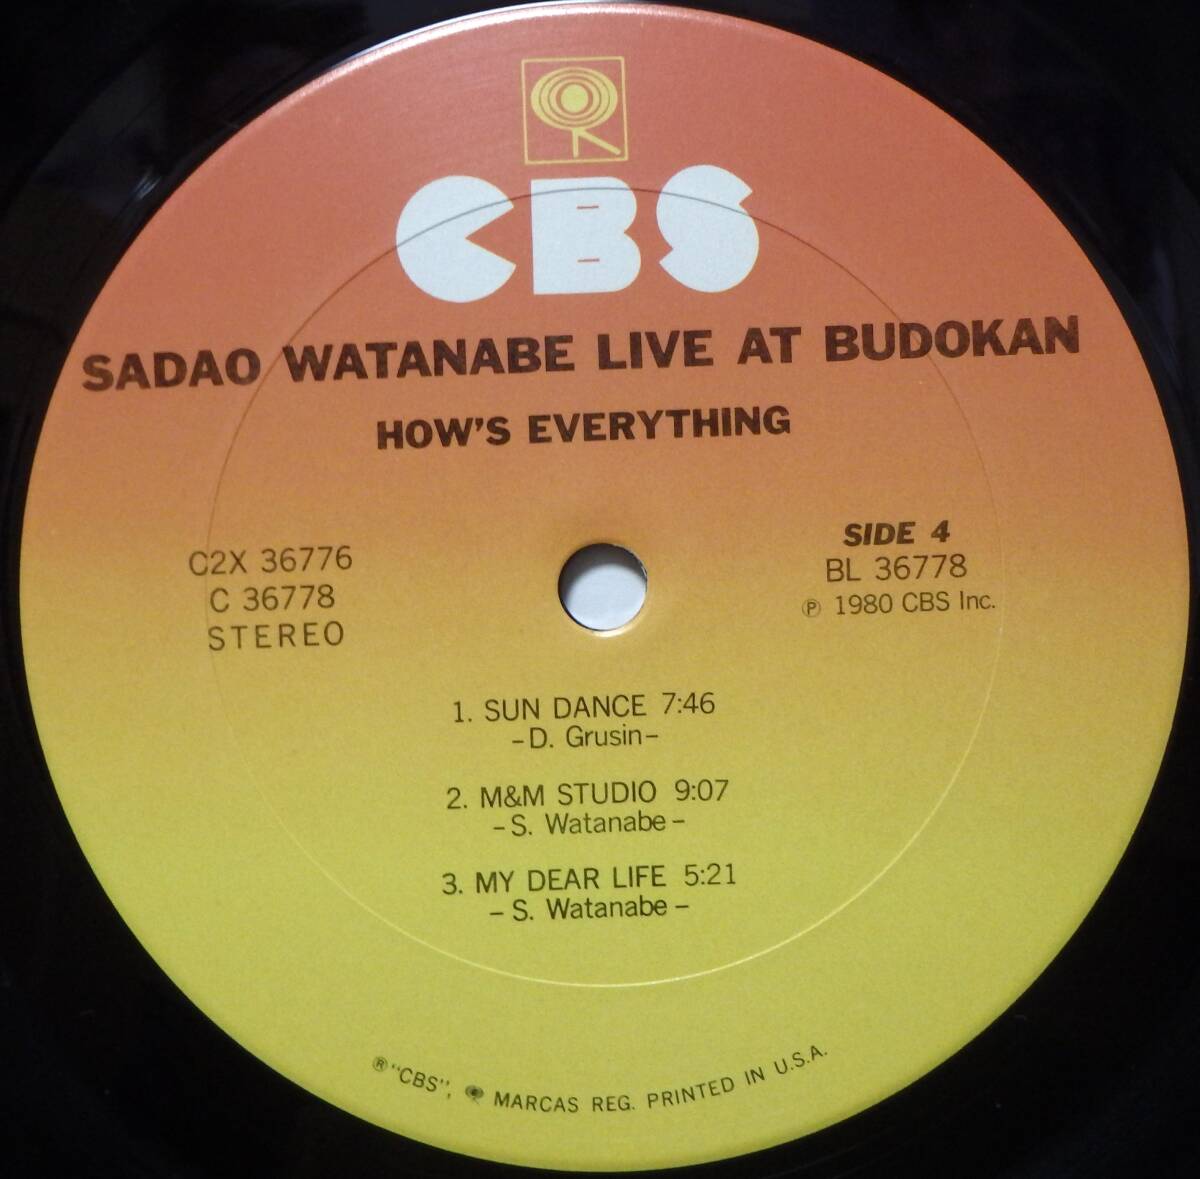 CBS
SADAO WATANABE LIVE AT BUDOKAN
HOW'S EVERYTHING
C2X 36776
C 36778
STEREO
SIDE 4
BL 36778
℗ 1980 CBS Inc.
1. SUN DANCE 7:46
–D. Grusin–
2. M&M STUDIO 9:07
–S. Watanabe–
3. MY DEAR LIFE 5:21
–S. Watanabe–
®"CBS", MARCAS REG. PRINTED IN U.S.A.